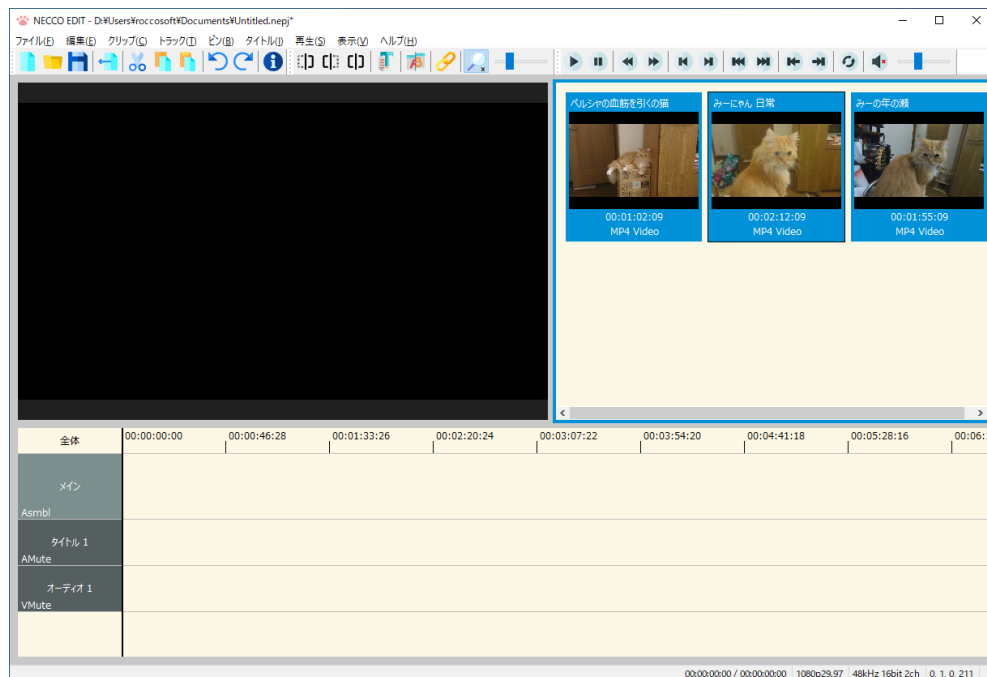 NECCO EDIT - D:¥Users¥roccosoft¥Documents¥Untitled.nepj*
ファイル(F) 編集(E) クリップ(C) トラック(T) ビン(B) タイトル(I) 再生(S) 表示(V) ヘルプ(H)
ペルシャの血筋を引くの猫 みーにゃん 日常 みーの年の瀬
00:01:02:09 00:02:12:09 00:01:55:09
MP4 Video MP4 Video MP4 Video
全体 00:00:00:00 00:00:46:28 00:01:33:26 00:02:20:24 00:03:07:22 00:03:54:20 00:04:41:18 00:05:28:16 00:06:
メイン
Asmbl
タイトル 1
AMute
オーディオ 1
VMute
00:00:00:00 / 00:00:00:00 1080p29.97 48kHz 16bit 2ch 0, 1, 0, 211